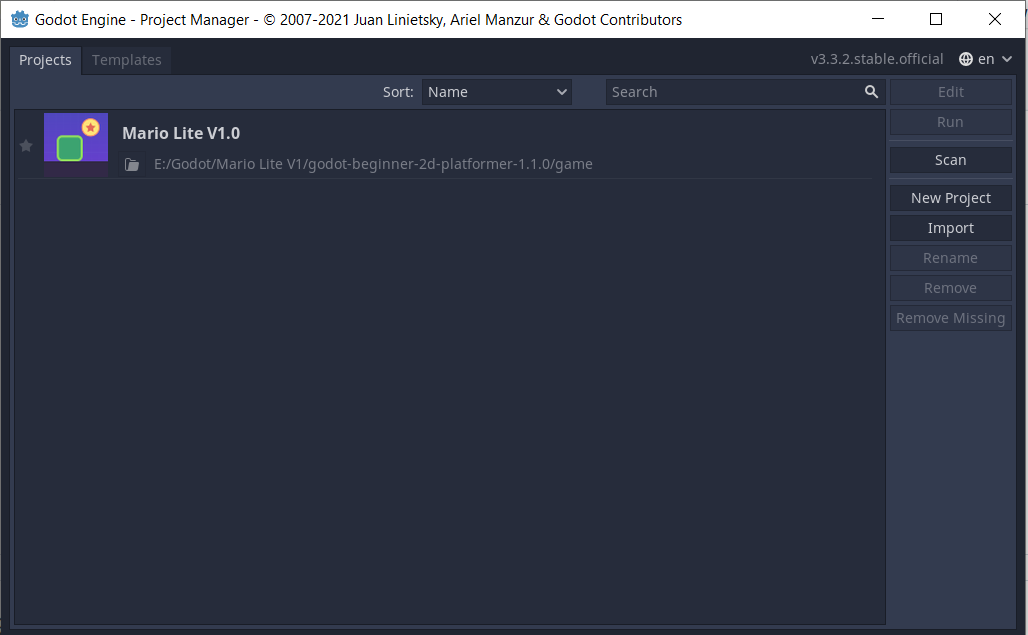 Godot Engine - Project Manager - © 2007-2021 Juan Linietsky, Ariel Manzur & Godot Contributors
Projects Templates v3.3.2.stable.official en
Sort: Name Search Edit
Run
Mario Lite V1.0
E:/Godot/Mario Lite V1/godot-beginner-2d-platformer-1.1.0/game
Scan
New Project
Import
Rename
Remove
Remove Missing